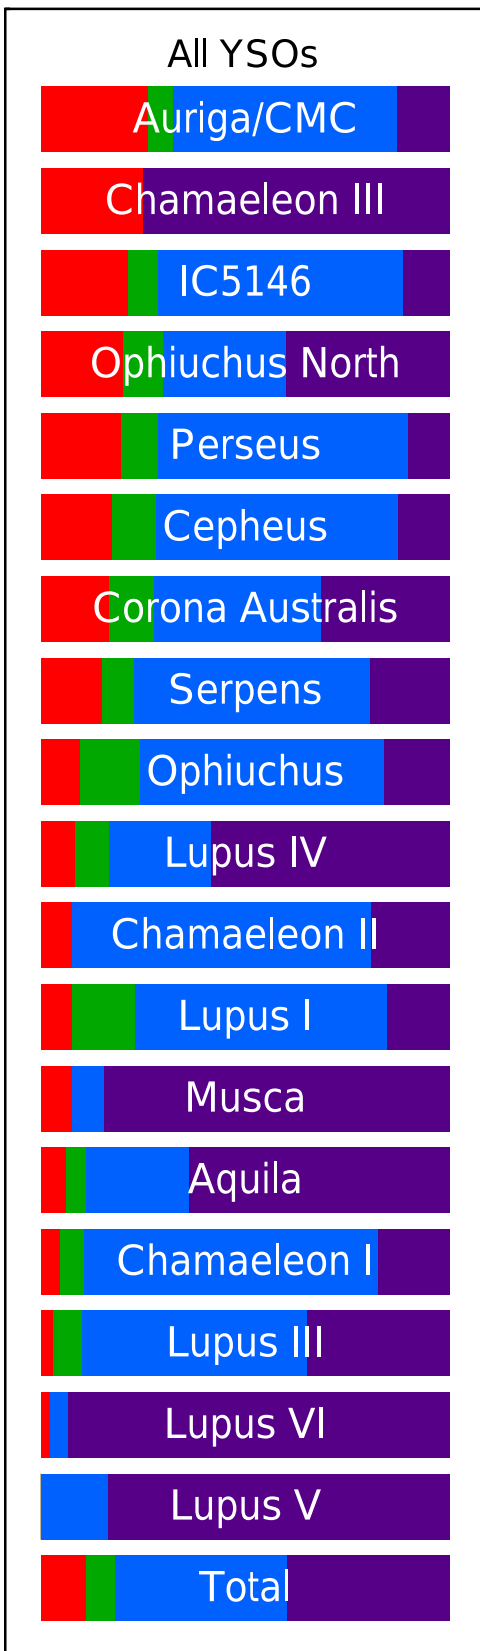 All YSOs
Auriga/CMC
Chamaeleon III
IC5146
Ophiuchus North
Perseus
Cepheus
Corona Australis
Serpens
Ophiuchus
Lupus IV
Chamaeleon II
Lupus I
Musca
Aquila
Chamaeleon I
Lupus III
Lupus VI
Lupus V
Total